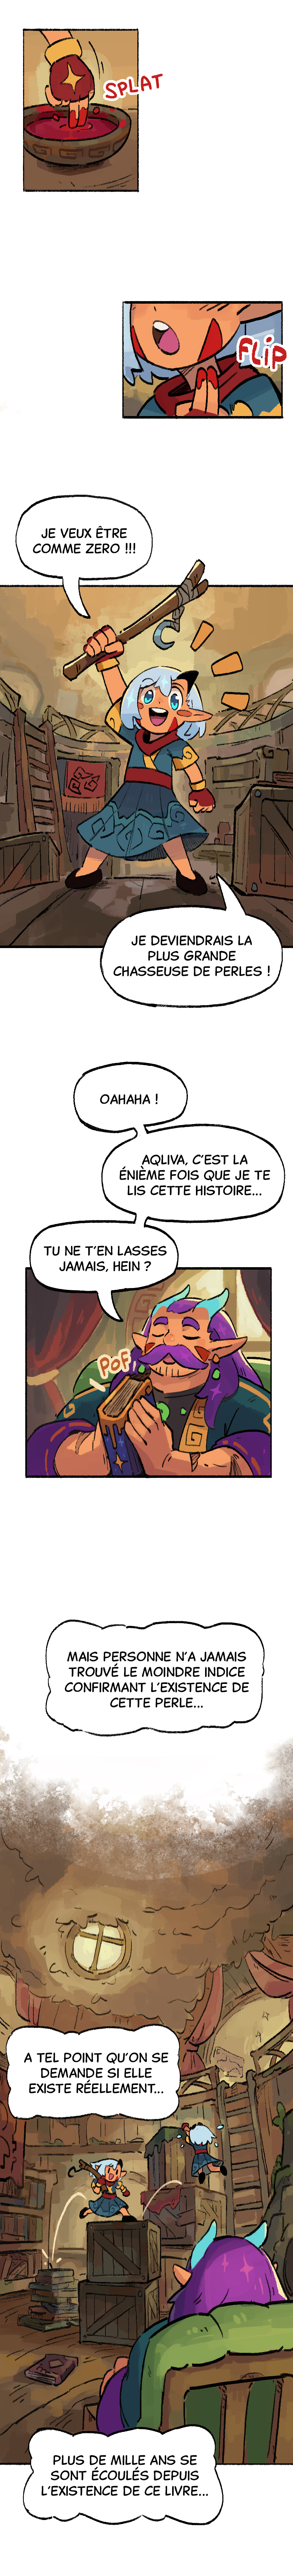 SPLAT
FLIP
JE VEUX ÊTRE
COMME ZERO !!!
JE DEVIENDRAIS LA
PLUS GRANDE
CHASSEUSE DE PERLES !
OAHAHA !
AQLIVA, C'EST LA
ÉNIÈME FOIS QUE JE TE
LIS CETTE HISTOIRE...
TU NE T'EN LASSES
JAMAIS, HEIN ?
POF
MAIS PERSONNE N'A JAMAIS
TROUVÉ LE MOINDRE INDICE
CONFIRMANT L'EXISTENCE DE
CETTE PERLE...
A TEL POINT QU'ON SE
DEMANDE SI ELLE
EXISTE RÉELLEMENT...
PLUS DE MILLE ANS SE
SONT ÉCOULÉS DEPUIS
L'EXISTENCE DE CE LIVRE...